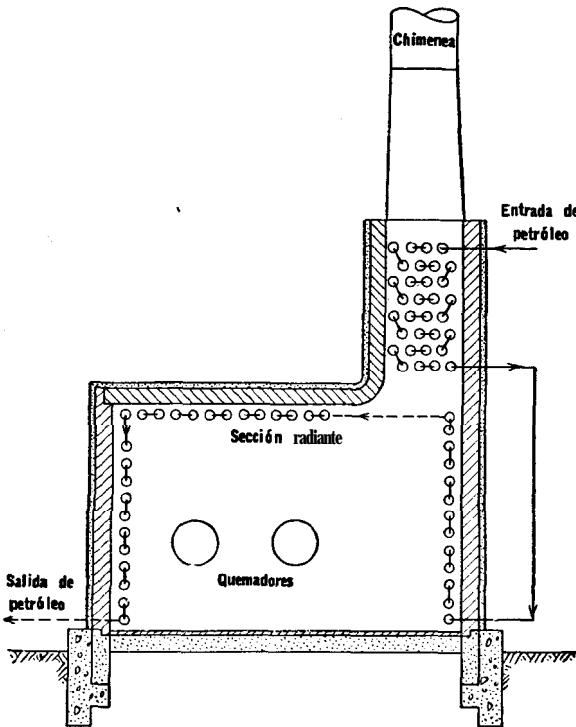 Chimenea
Entrada de
petróleo
Sección radiante
Quemadores
Salida de
petróleo